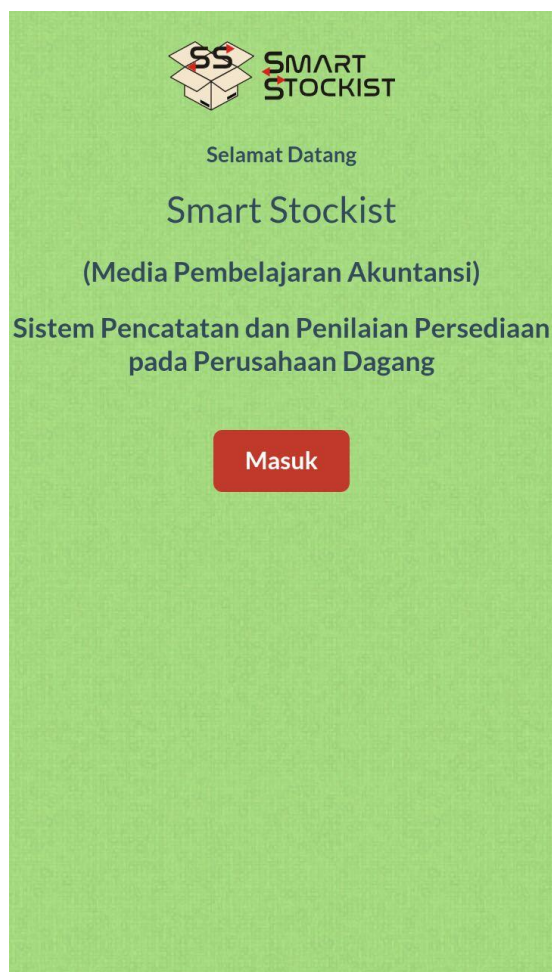 SS
SMART
STOCKIST
Selamat Datang
Smart Stockist
(Media Pembelajaran Akuntansi)
Sistem Pencatatan dan Penilaian Persediaan
pada Perusahaan Dagang
Masuk